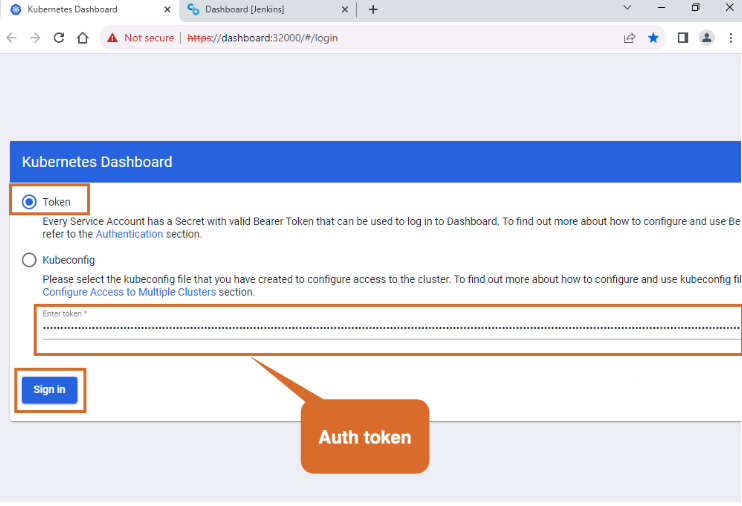 Kubernetes Dashboard
Dashboard [Jenkins]
Not secure
https://dashboard:32000/#/login
Kubernetes Dashboard
Token
Every Service Account has a Secret with valid Bearer Token that can be used to log in to Dashboard. To find out more about how to configure and use Be
refer to the Authentication section.
Kubeconfig
Please select the kubeconfig file that you have created to configure access to the cluster. To find out more about how to configure and use kubeconfig fil
Configure Access to Multiple Clusters section.
Enter token *
Sign in
Auth token